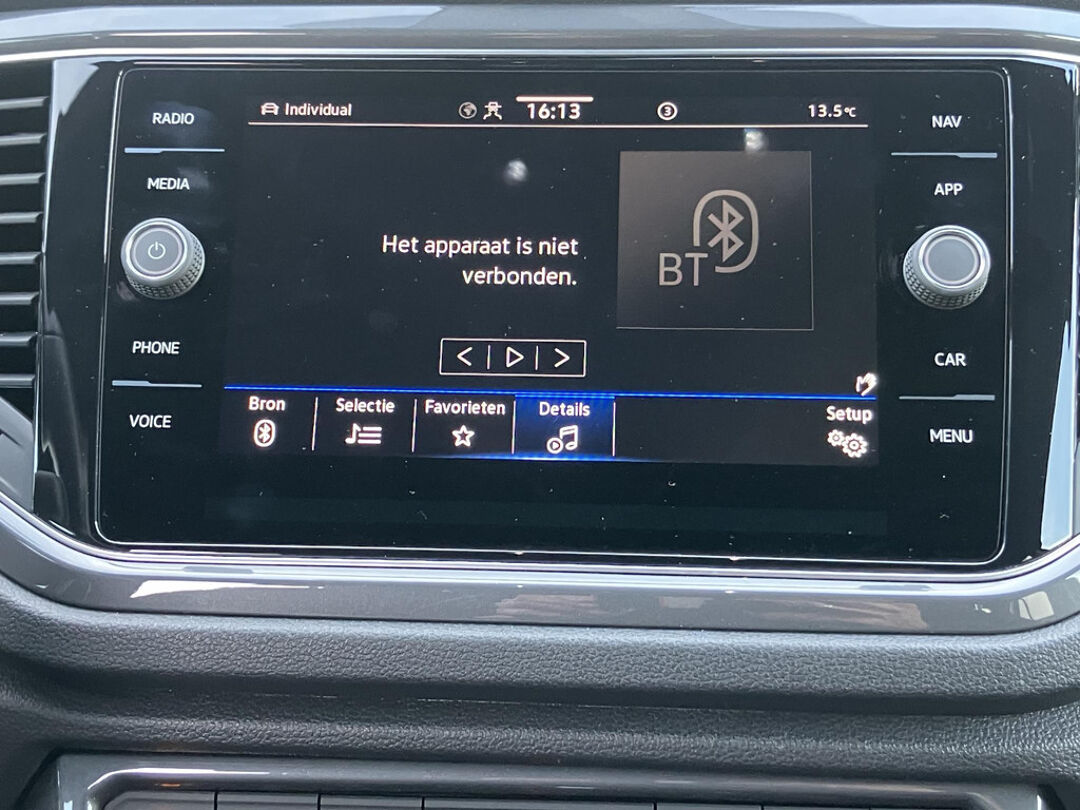 RADIO
MEDIA
PHONE
VOICE
Individual 16:13 3 13.5°C
Het apparaat is niet
verbonden.
BT
Bron Selectie Favorieten Details Setup
NAV
APP
CAR
MENU